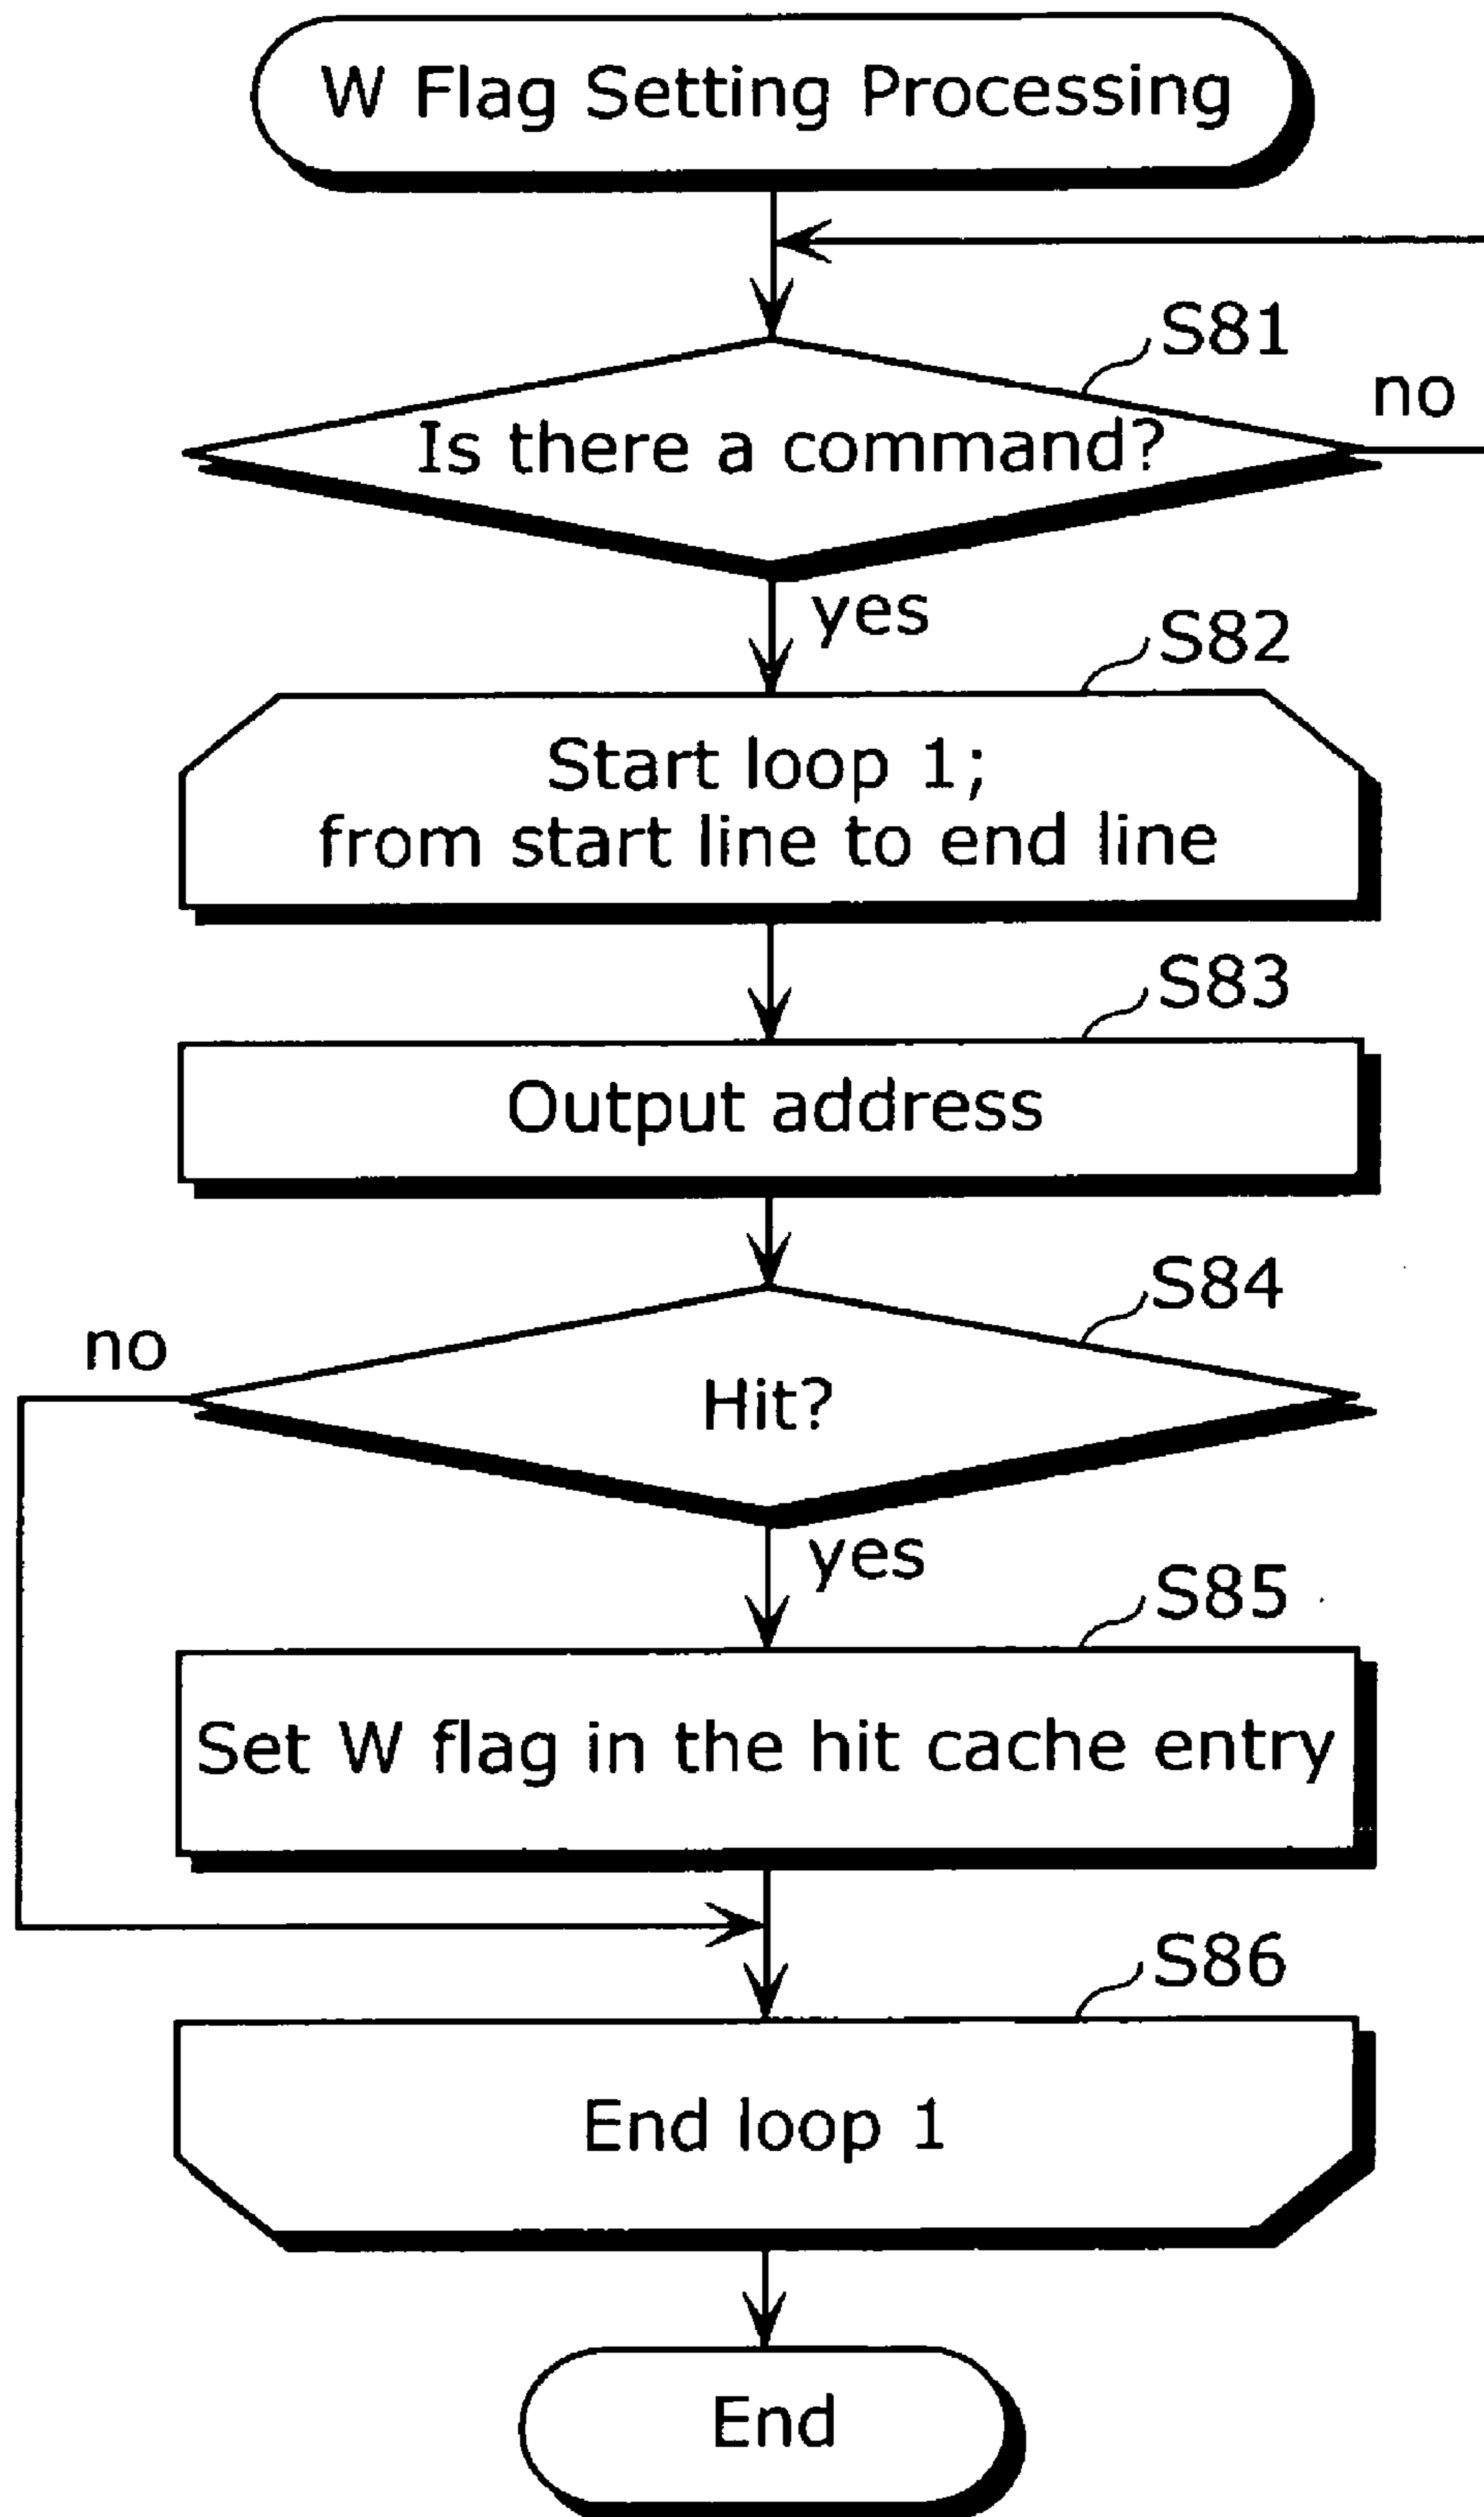 W Flag Setting Processing
S81
no
Is there a command?
yes
S82
Start loop 1;
from start line to end line
S83
Output address
S84
no
Hit?
yes
S85
Set W flag in the hit cache entry
S86
End loop 1
End